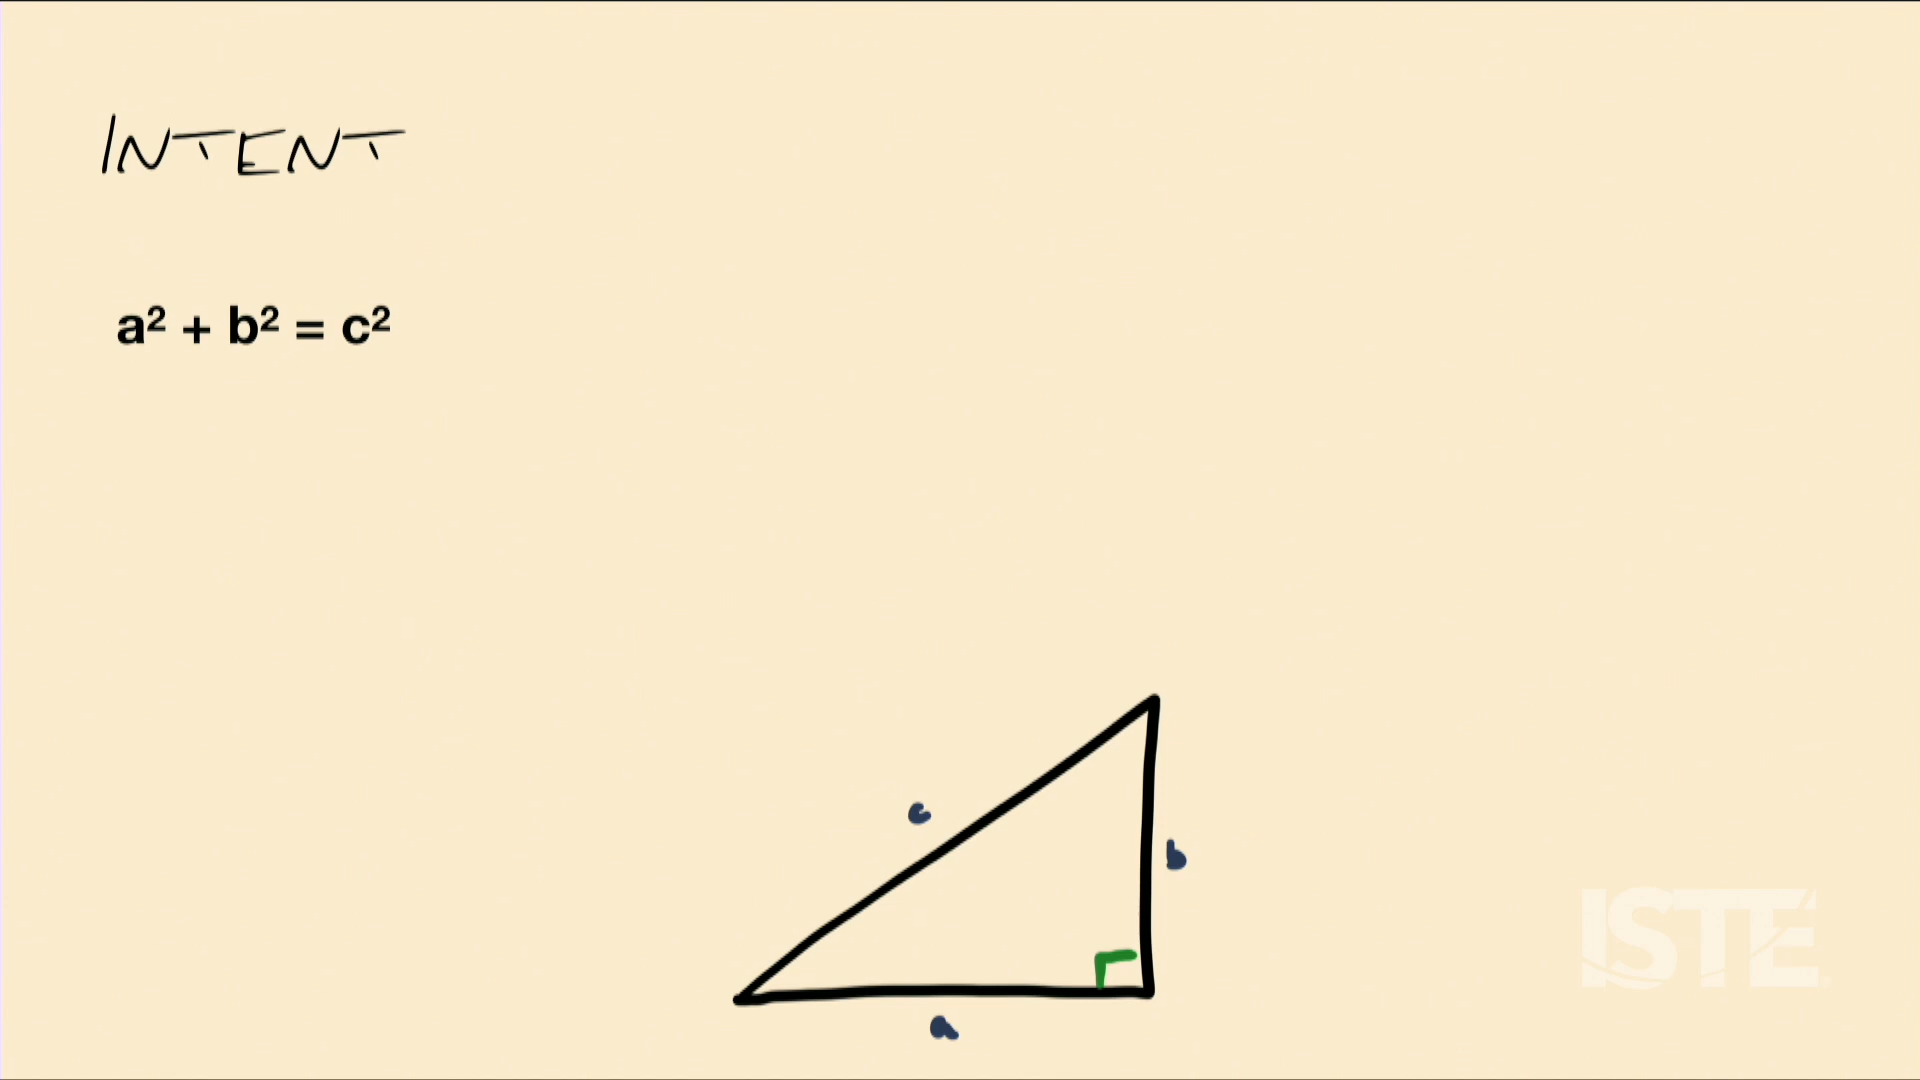 INTENT
a² + b² = c²
c
b
a
ISTE